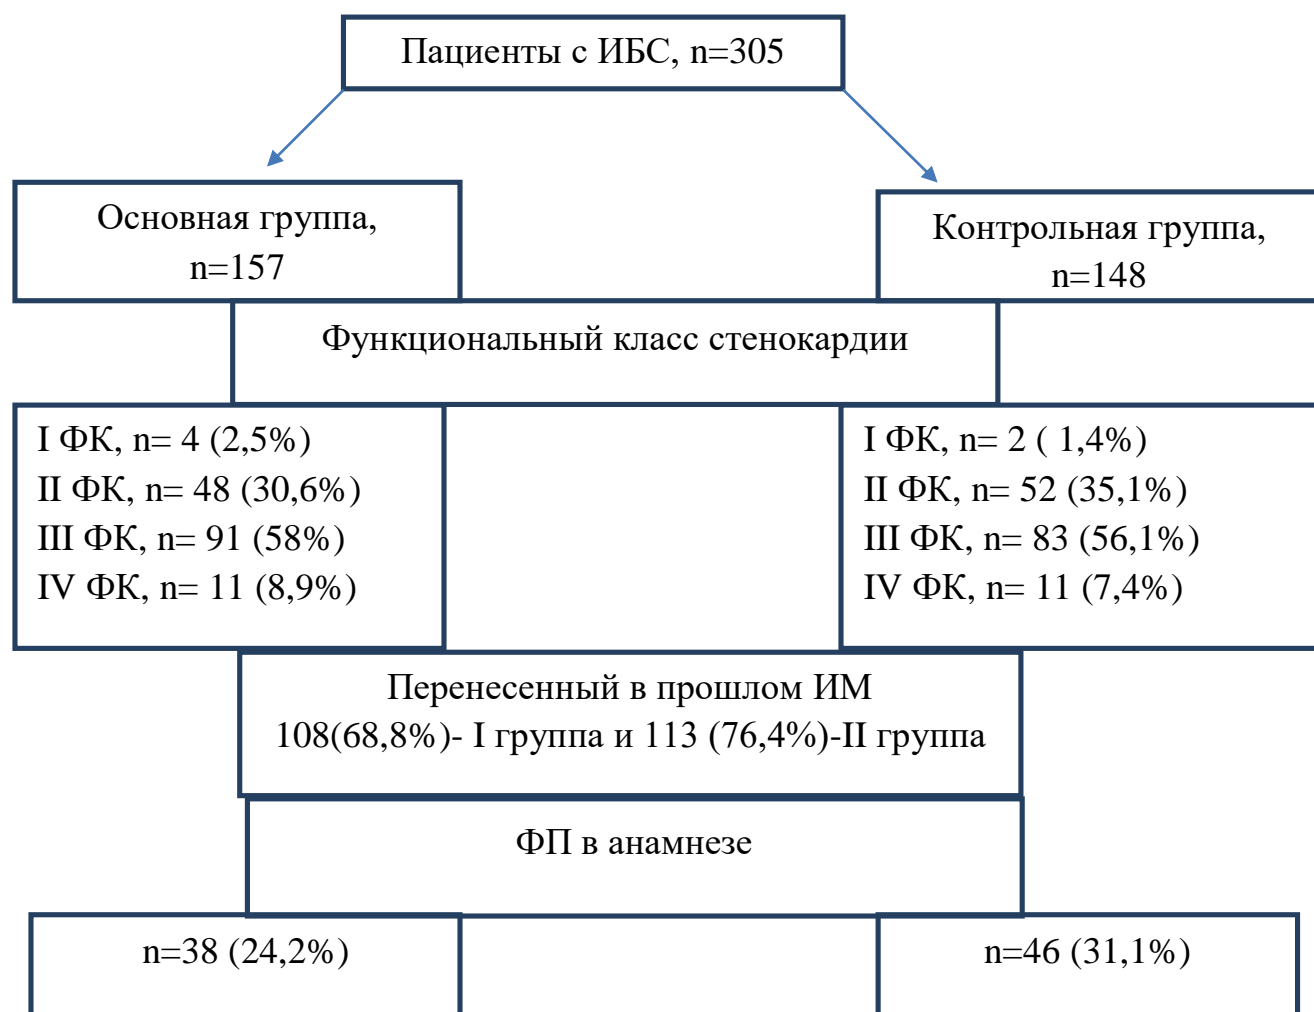 Пациенты с ИБС, n=305
Основная группа,
n=157
Контрольная группа,
n=148
Функциональный класс стенокардии
I ФК, n= 4 (2,5%)
II ФК, n= 48 (30,6%)
III ФК, n= 91 (58%)
IV ФК, n= 11 (8,9%)
I ФК, n= 2 ( 1,4%)
II ФК, n= 52 (35,1%)
III ФК, n= 83 (56,1%)
IV ФК, n= 11 (7,4%)
Перенесенный в прошлом ИМ
108(68,8%)- I группа и 113 (76,4%)-II группа
ФП в анамнезе
n=38 (24,2%)
n=46 (31,1%)